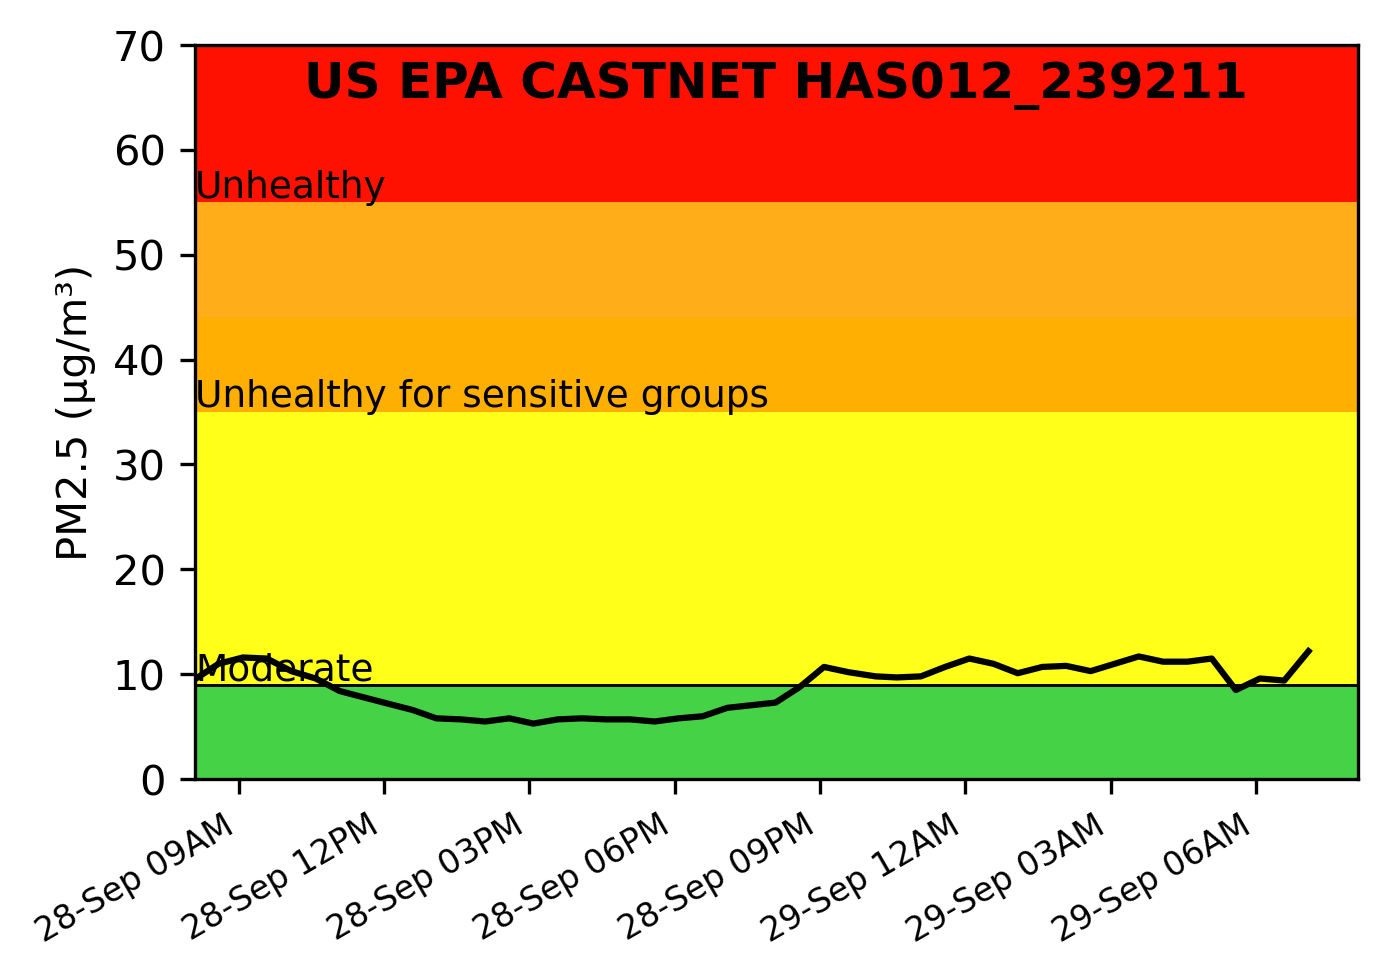 US EPA CASTNET HAS012_239211
70
60
50
40
30
20
10
0
PM2.5 (µg/m³)
Unhealthy
Unhealthy for sensitive groups
Moderate
28-Sep 09AM
28-Sep 12PM
28-Sep 03PM
28-Sep 06PM
28-Sep 09PM
29-Sep 12AM
29-Sep 03AM
29-Sep 06AM